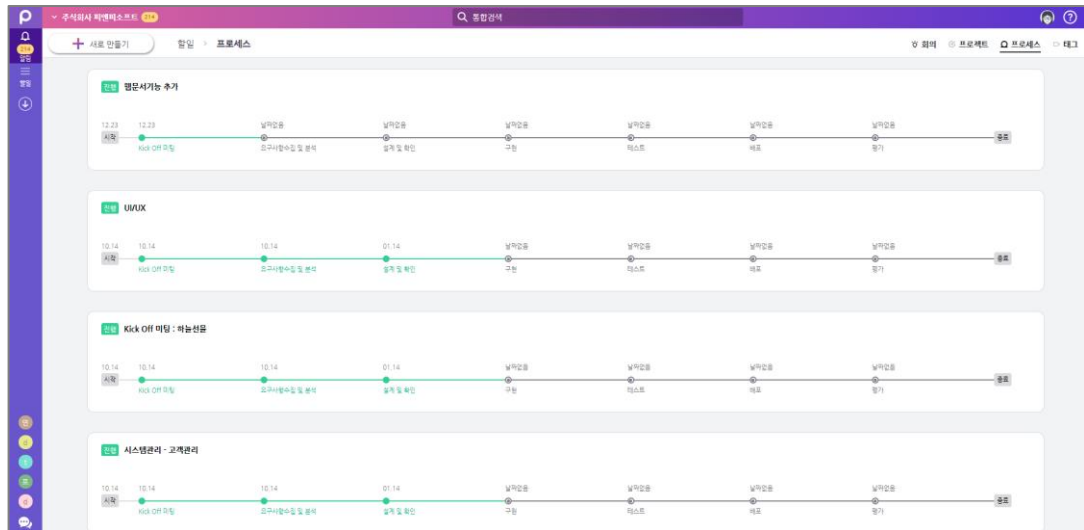 주식회사 피앤비소프트 214
통합검색
새로 만들기
할일 > 프로세스
회의
프로젝트
프로세스
태그
214
알림
진행 웹문서기능 추가
12.23 12.23 날짜없음 날짜없음 날짜없음 날짜없음 날짜없음 날짜없음
시작 종료
Kick Off 미팅 요구사항수집 및 분석 설계 및 확인 구현 테스트 배포 평가
진행 UI/UX
10.14 10.14 10.14 01.14 날짜없음 날짜없음 날짜없음 날짜없음
시작 종료
Kick Off 미팅 요구사항수집 및 분석 설계 및 확인 구현 테스트 배포 평가
진행 Kick Off 미팅 : 하늘선물
10.14 10.14 10.14 01.14 날짜없음 날짜없음 날짜없음 날짜없음
시작 종료
Kick Off 미팅 요구사항수집 및 분석 설계 및 확인 구현 테스트 배포 평가
진행 시스템관리 - 고객관리
10.14 10.14 10.14 01.14 날짜없음 날짜없음 날짜없음 날짜없음
시작 종료
Kick Off 미팅 요구사항수집 및 분석 설계 및 확인 구현 테스트 배포 평가